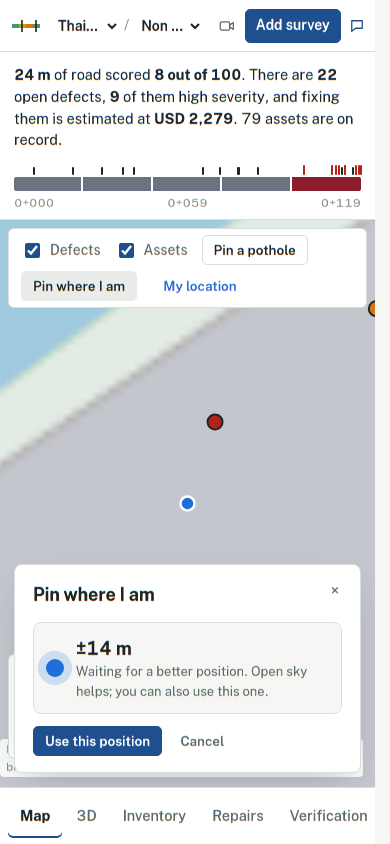 Thai... / Non ... Add survey
24 m of road scored 8 out of 100. There are 22
open defects, 9 of them high severity, and fixing
them is estimated at USD 2,279. 79 assets are on
record.
0+000 0+059 0+119
Defects Assets Pin a pothole
Pin where I am My location
Pin where I am ×
±14 m
Waiting for a better position. Open sky
helps; you can also use this one.
Use this position Cancel
Map 3D Inventory Repairs Verification